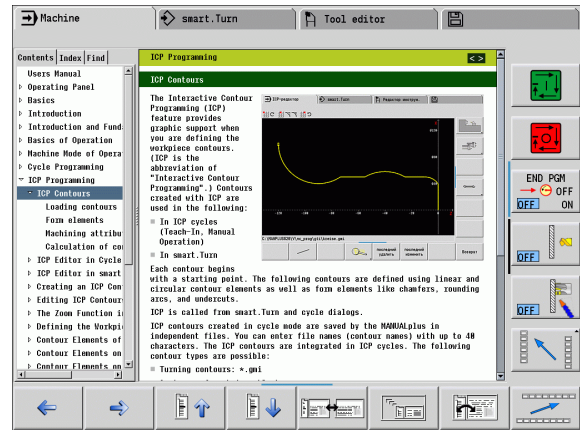 Machine
smart.Turn
Tool editor
Contents Index Find
Users Manual
Operating Panel
Basics
Introduction
Introduction and Funda
Basics of Operation
Machine Mode of Opera
Cycle Programming
ICP Programming
ICP Contours
Loading contours
Form elements
Machining attribu
Calculation of co
ICP Editor in Cycle
ICP Editor in smart
Creating an ICP Con
Editing ICP Contour
The Zoom Function i
Defining the Workpi
Contour Elements of
Contour Elements on
Contour Elements on
ICP Programming
ICP Contours
The Interactive Contour
Programming (ICP)
feature provides
graphic support when
you are defining the
workpiece contours.
(ICP is the
abbreviation of
"Interactive Contour
Programming".) Contours
created with ICP are
used in the following:
In ICP cycles
(Teach-In, Manual
Operation)
In smart.Turn
Each contour begins
with a starting point. The following contours are defined using linear and
circular contour elements as well as form elements like chamfers, rounding
arcs, and undercuts.
ICP is called from smart.Turn and cycle dialogs.
ICP contours created in cycle mode are saved by the MANUALplus in
independent files. You can enter file names (contour names) with up to 40
characters. The ICP contours are integrated in ICP cycles. The following
contour types are possible:
Turning contours: *.gmi
smart.Turn
последний
удалить
последний
изменить
Возврат
END PGM
OFF
OFF ON
OFF
OFF